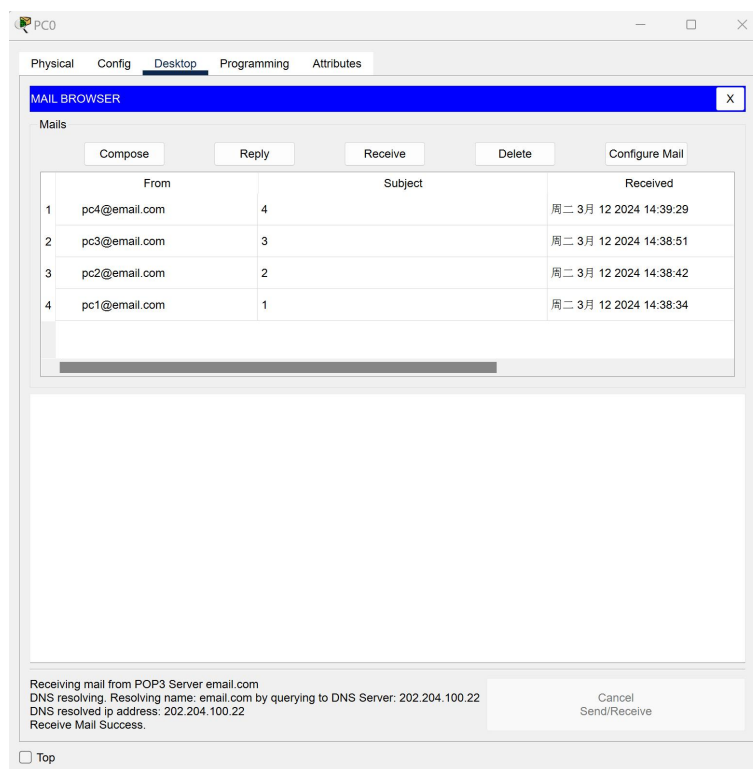 PC0
Physical Config Desktop Programming Attributes
MAIL BROWSER X
Mails
Compose Reply Receive Delete Configure Mail
From Subject Received
1 pc4@email.com 4 周二 3月 12 2024 14:39:29
2 pc3@email.com 3 周二 3月 12 2024 14:38:51
3 pc2@email.com 2 周二 3月 12 2024 14:38:42
4 pc1@email.com 1 周二 3月 12 2024 14:38:34
Receiving mail from POP3 Server email.com
DNS resolving. Resolving name: email.com by querying to DNS Server: 202.204.100.22
DNS resolved ip address: 202.204.100.22
Receive Mail Success.
Cancel
Send/Receive
Top